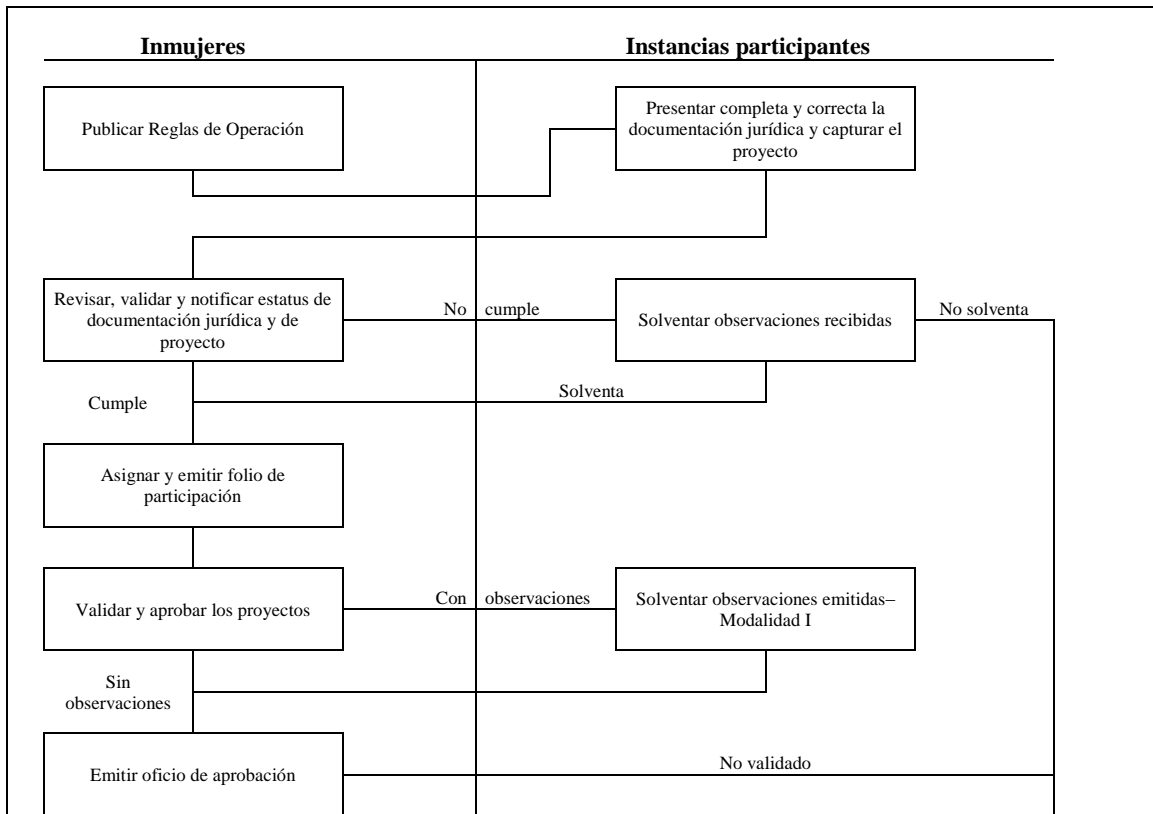 Inmujeres
Instancias participantes
Publicar Reglas de Operación
Presentar completa y correcta la
documentación jurídica y capturar el
proyecto
Revisar, validar y notificar estatus de
documentación jurídica y de
proyecto
No cumple
Solventar observaciones recibidas
No solventa
Cumple
Solventa
Asignar y emitir folio de
participación
Validar y aprobar los proyectos
Con observaciones
Solventar observaciones emitidas–
Modalidad I
Sin
observaciones
Emitir oficio de aprobación
No validado